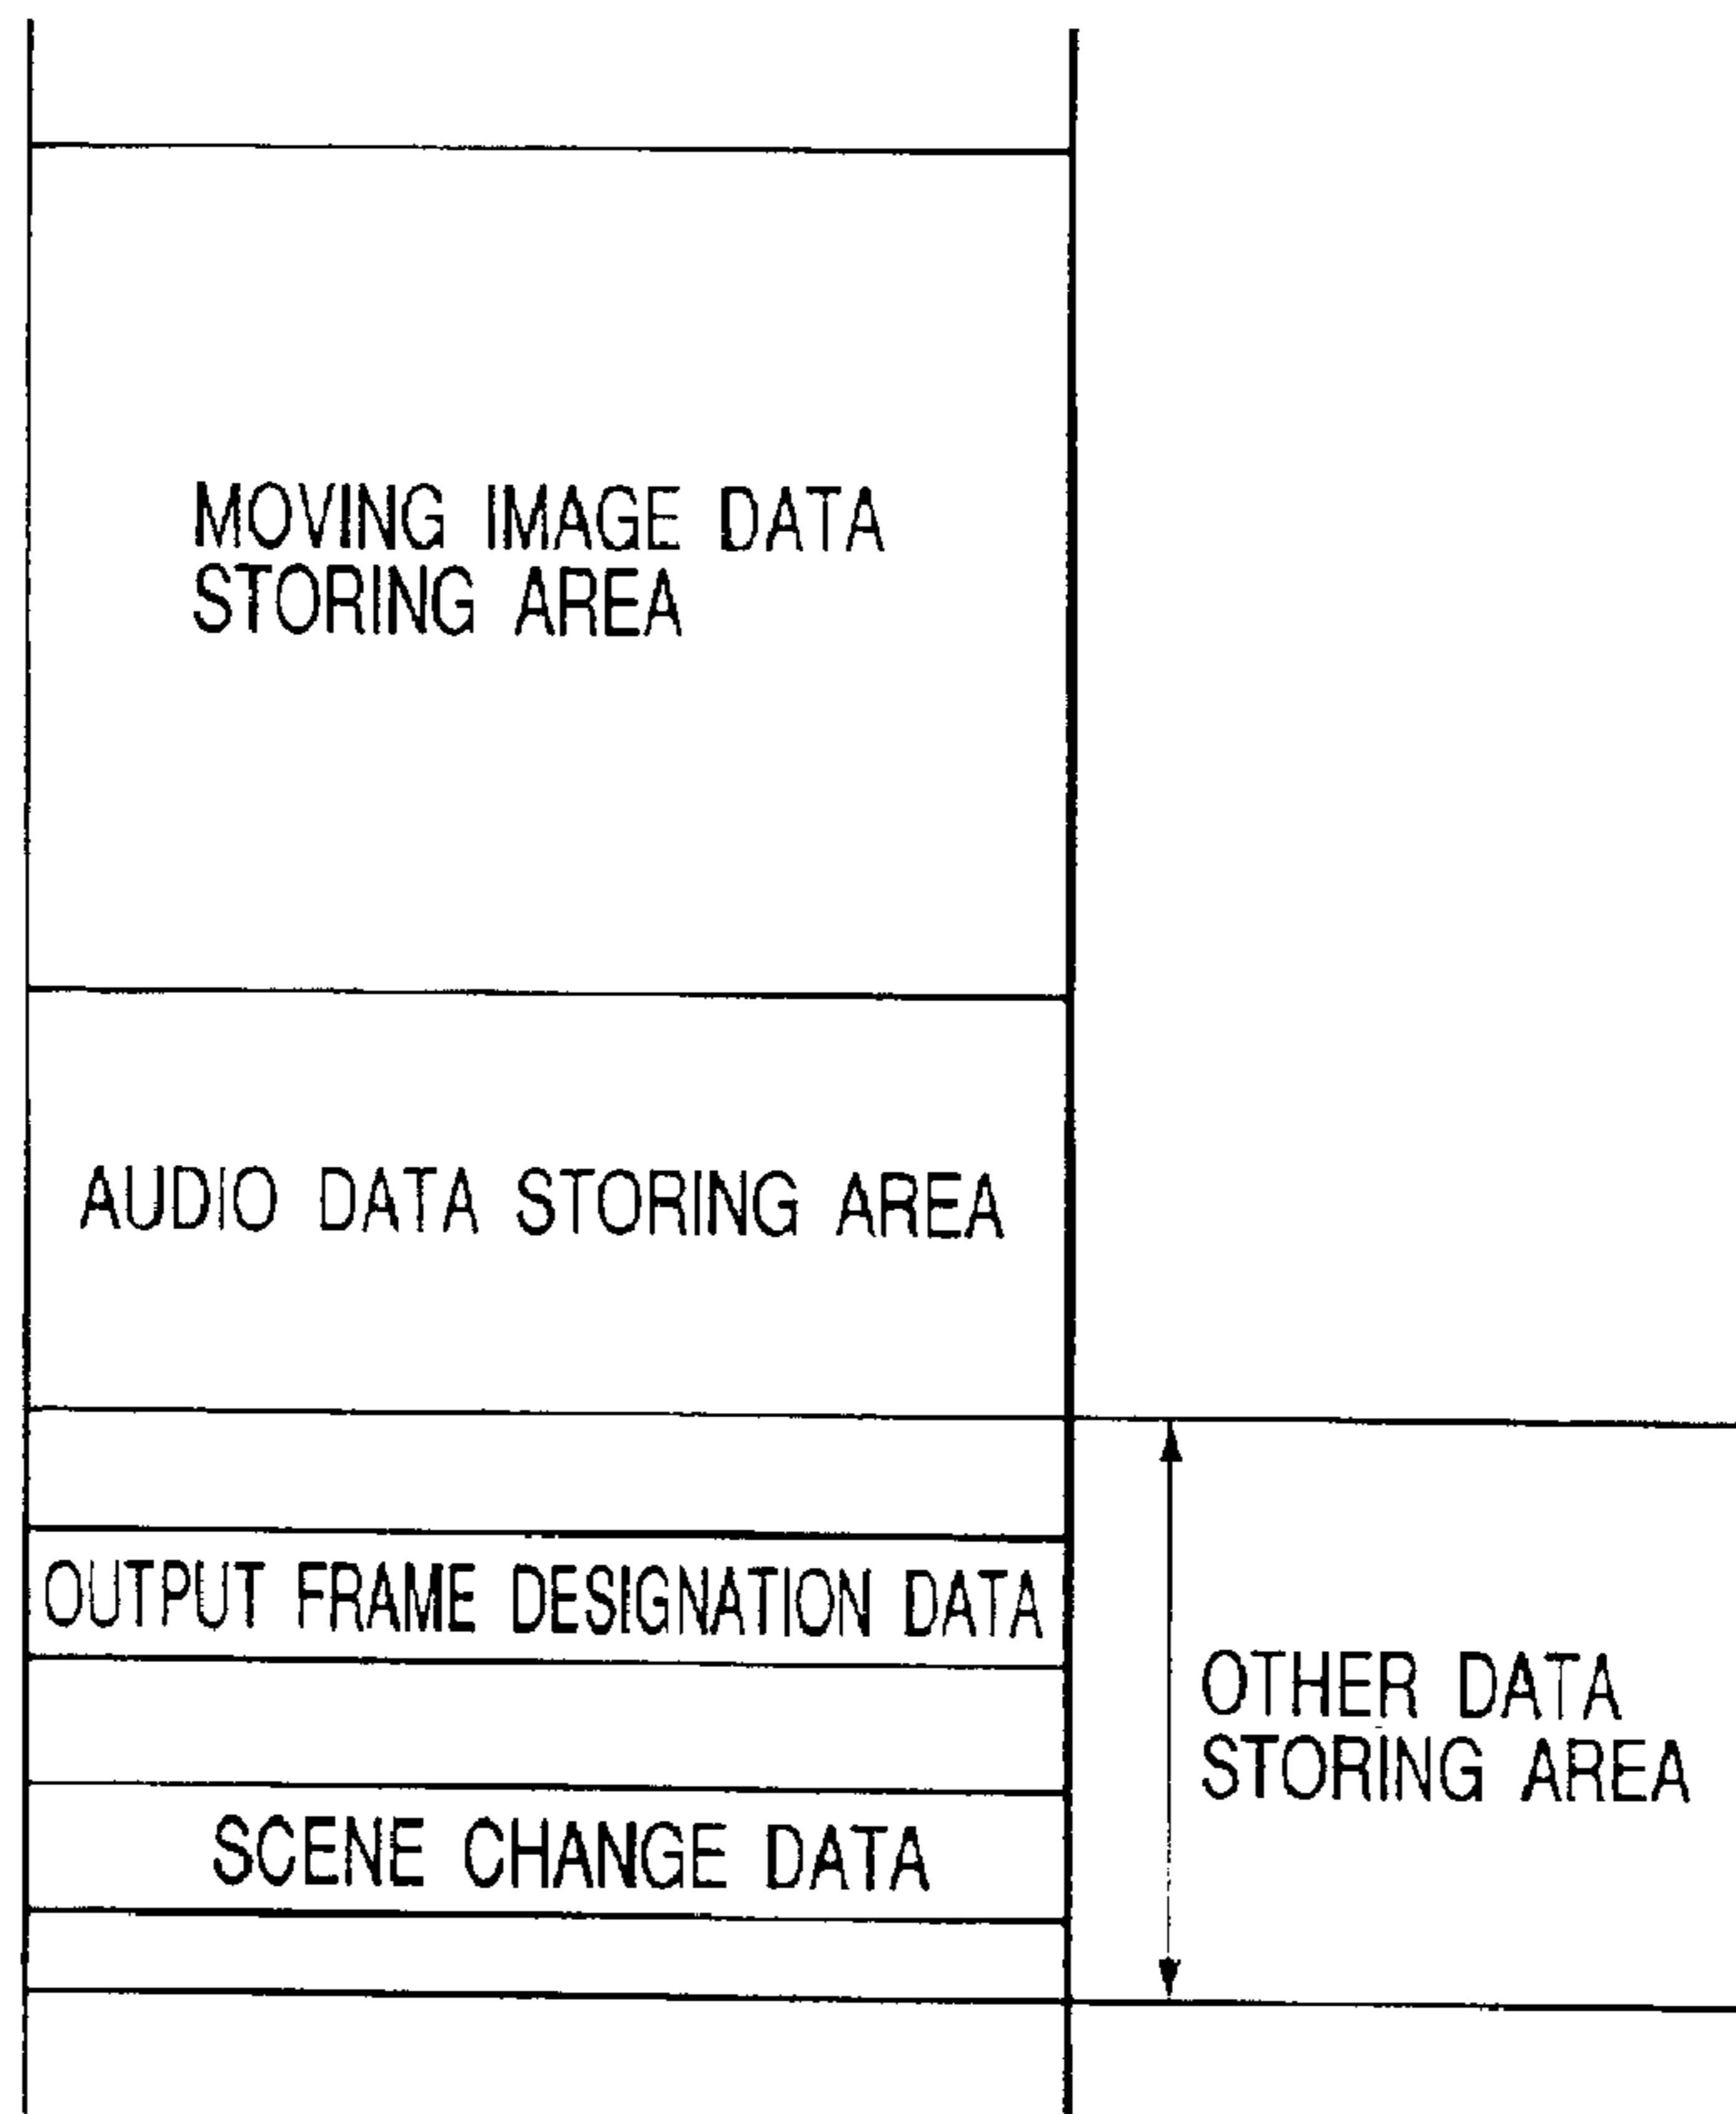 MOVING IMAGE DATA
STORING AREA
AUDIO DATA STORING AREA
OUTPUT FRAME DESIGNATION DATA
OTHER DATA
STORING AREA
SCENE CHANGE DATA